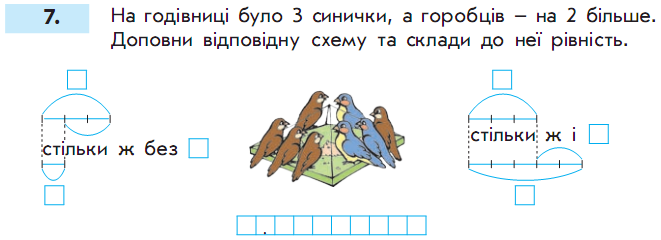 7.
На годівниці було 3 синички, а горобців – на 2 більше.
Доповни відповідну схему та склади до неї рівність.
стільки ж без
стільки ж і
.